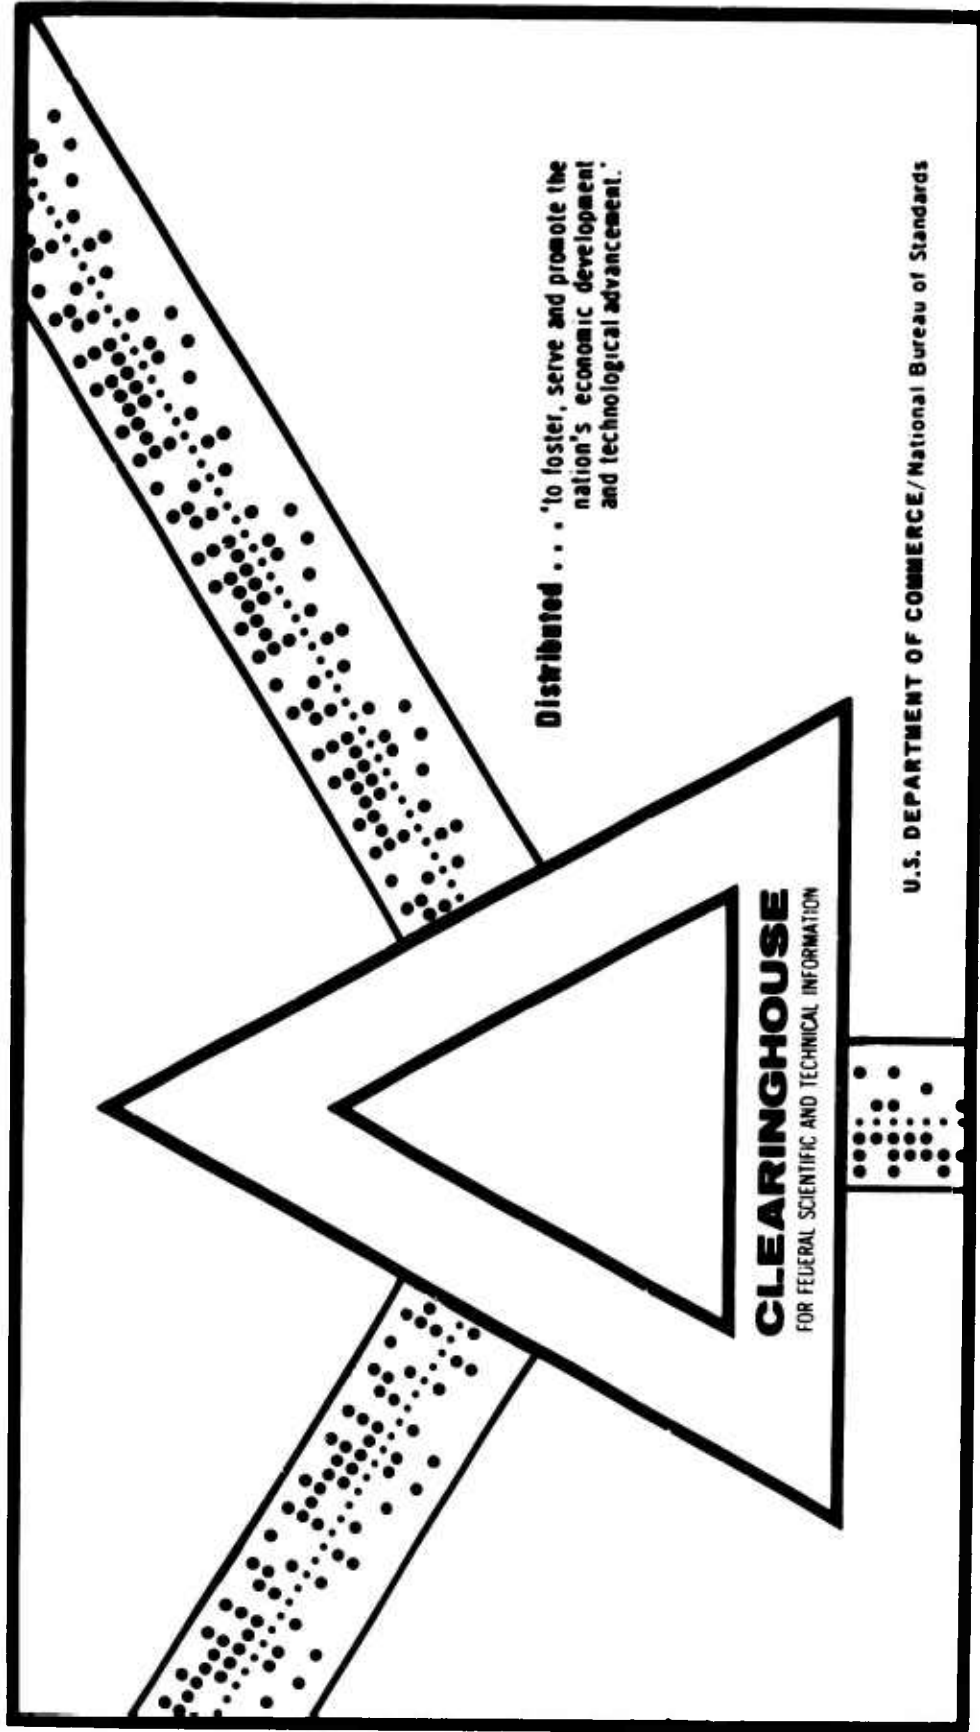 Distributed . . . 'to foster, serve and promote the
nation's economic development
and technological advancement.'
CLEARINGHOUSE
FOR FEDERAL SCIENTIFIC AND TECHNICAL INFORMATION
U.S. DEPARTMENT OF COMMERCE/National Bureau of Standards